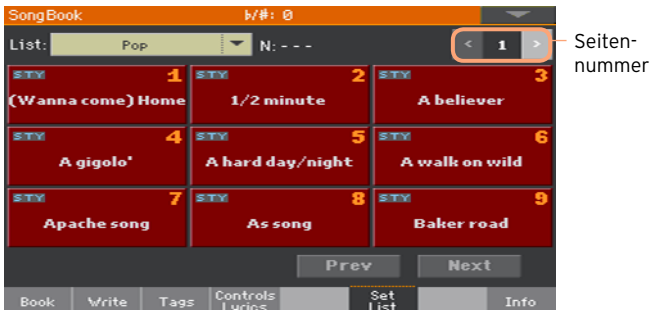 SongBook ♭/#: 0
List: Pop N: - - - < 1 >
Seiten-
nummer
STY 1 STY 2 STY 3
(Wanna come) Home 1/2 minute A believer
STY 4 STY 5 STY 6
A gigolo' A hard day/night A walk on wild
STY 7 STY 8 STY 9
Apache song As song Baker road
Prev Next
Book Write Tags Controls Set Info
Lyrics List